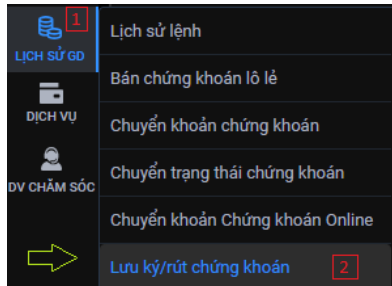 1
LỊCH SỬ GD
DỊCH VỤ
DV CHĂM SÓC
Lịch sử lệnh
Bán chứng khoán lô lẻ
Chuyển khoản chứng khoán
Chuyển trạng thái chứng khoán
Chuyển khoản Chứng khoán Online
Lưu ký/rút chứng khoán 2